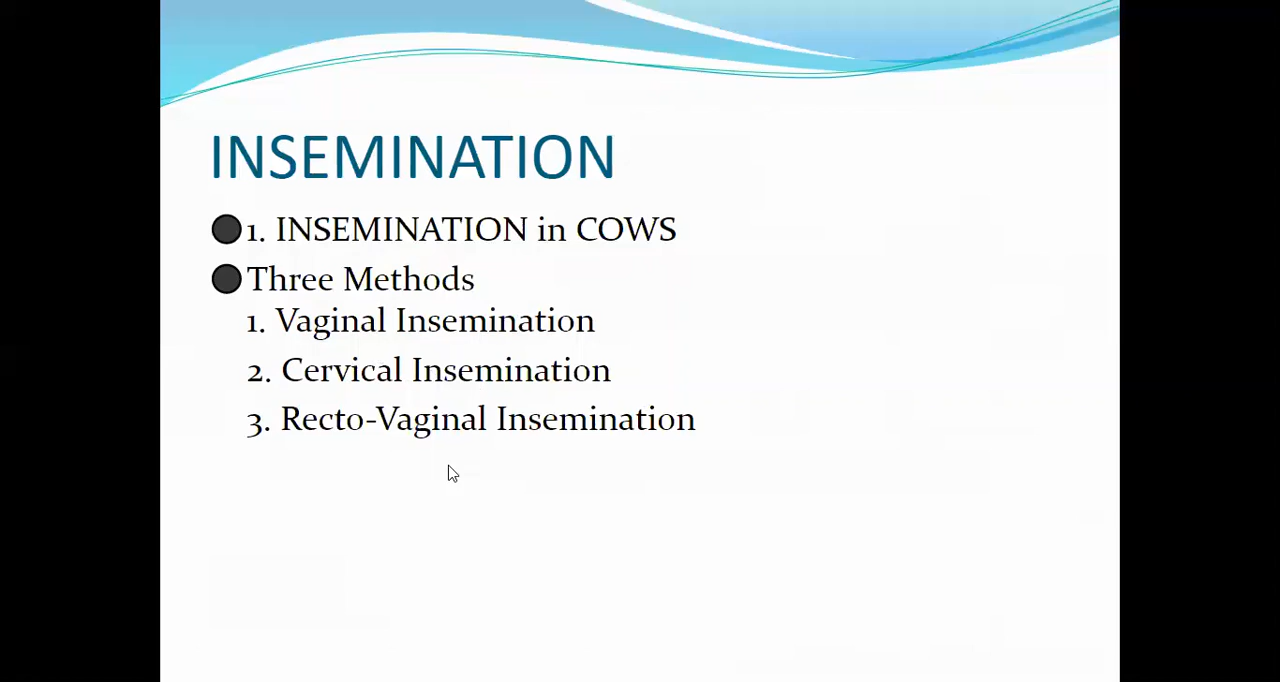 INSEMINATION
1. INSEMINATION in COWS
Three Methods
1. Vaginal Insemination
2. Cervical Insemination
3. Recto-Vaginal Insemination